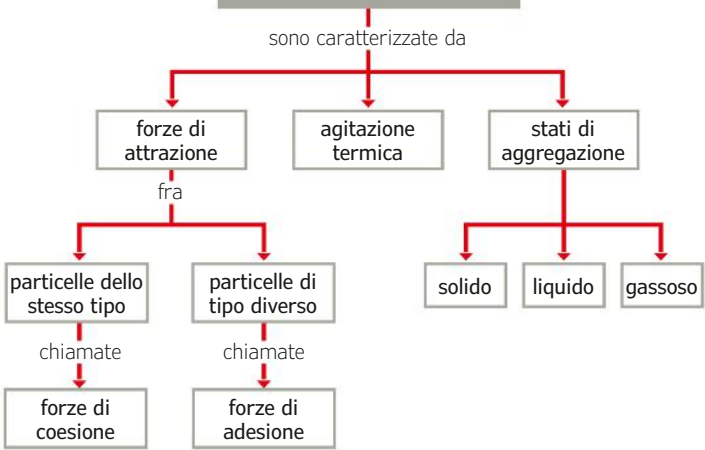 sono caratterizzate da
forze di
attrazione
agitazione
termica
stati di
aggregazione
fra
particelle dello
stesso tipo
particelle di
tipo diverso
solido
liquido
gassoso
chiamate
chiamate
forze di
coesione
forze di
adesione